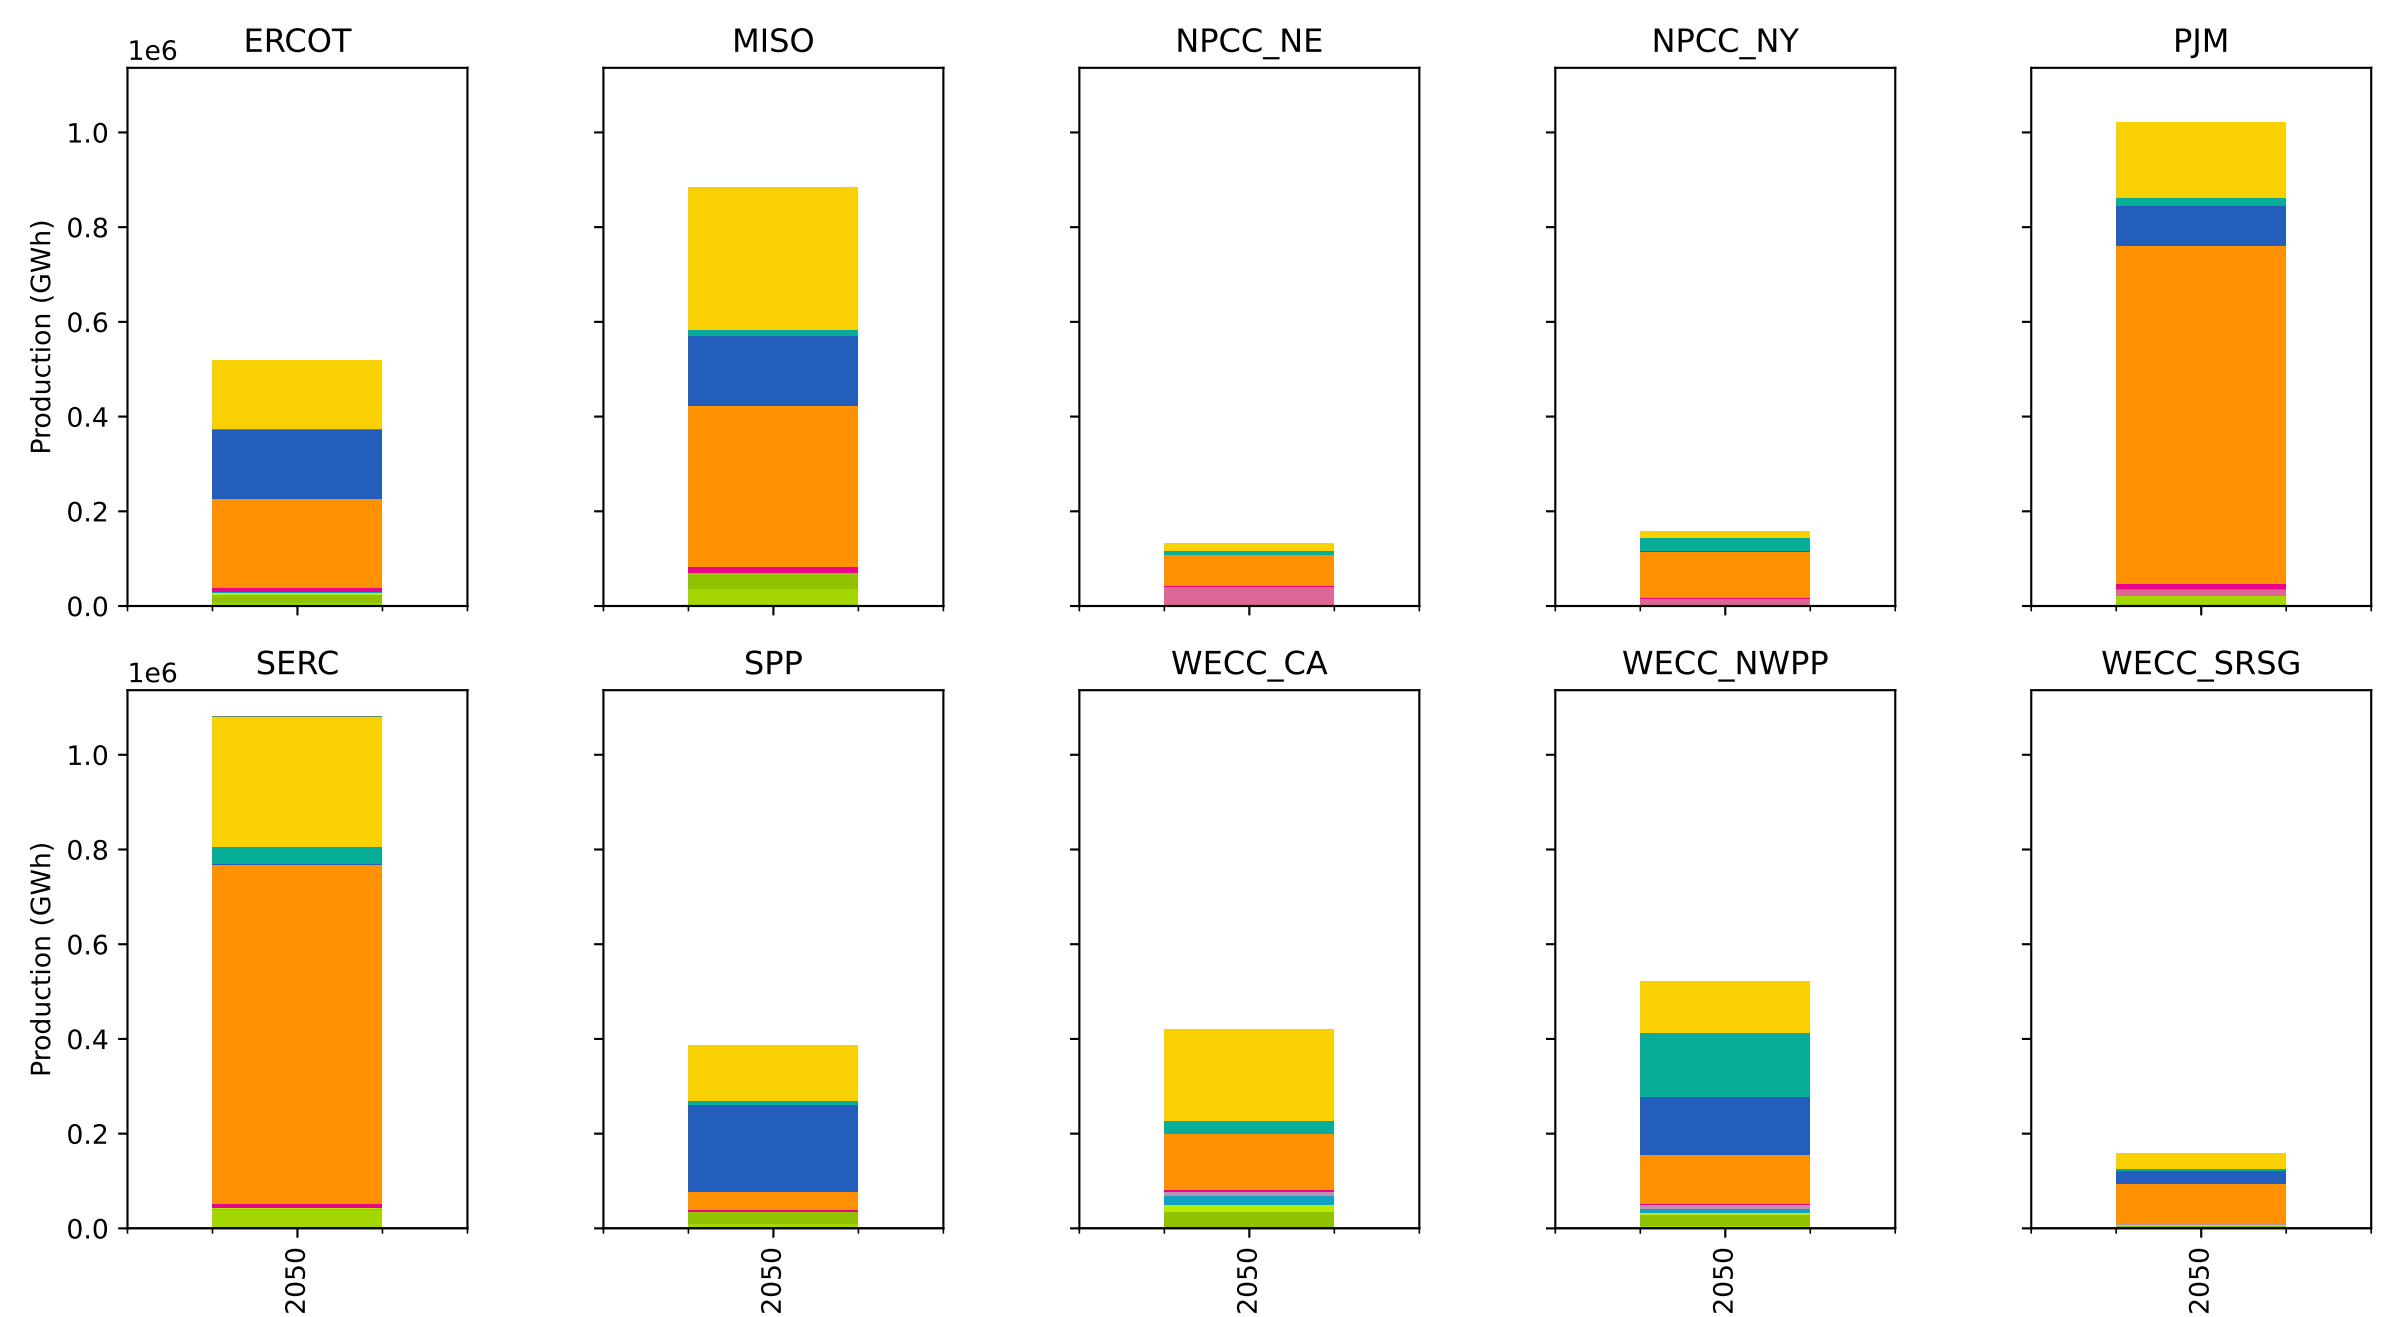 ERCOT
MISO
NPCC_NE
NPCC_NY
PJM
1e6
1.0
0.8
0.6
0.4
0.2
0.0
Production (GWh)
SERC
SPP
WECC_CA
WECC_NWPP
WECC_SRSG
1e6
1.0
0.8
0.6
0.4
0.2
0.0
Production (GWh)
2050
2050
2050
2050
2050